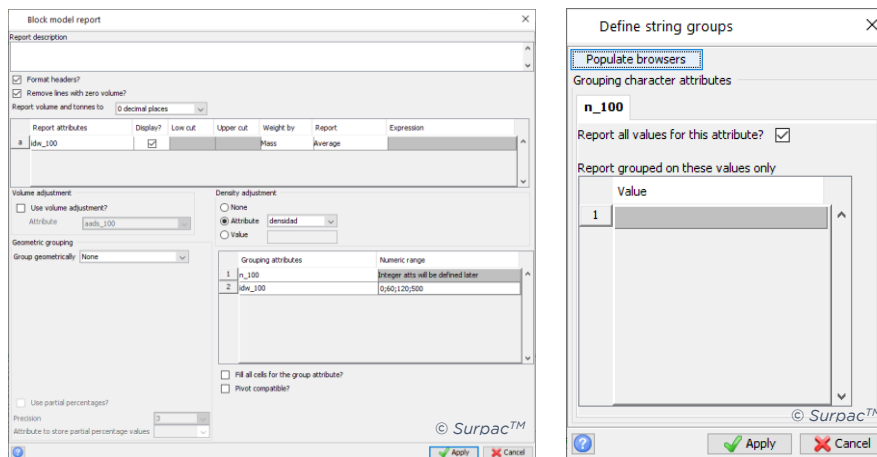 Block model report
Report description
Format headers?
Remove lines with zero volume?
Report volume and tonnes to 0 decimal places
Report attributes Display? Low cut Upper cut Weight by Report Expression
a idw_100 Mass Average
Volume adjustment
Use volume adjustment?
Attribute aads_100
Density adjustment
None
Attribute densidad
Value
Geometric grouping
Group geometrically None
Grouping attributes Numeric range
1 n_100 Integer atts will be defined later
2 idw_100 0;60;120;500
Fill all cells for the group attribute?
Pivot compatible?
Use partial percentages?
Precision 3
Attribute to store partial percentage values
© Surpac™
Apply Cancel
Define string groups
Populate browsers
Grouping character attributes
n_100
Report all values for this attribute?
Report grouped on these values only
Value
1
© Surpac™
Apply Cancel